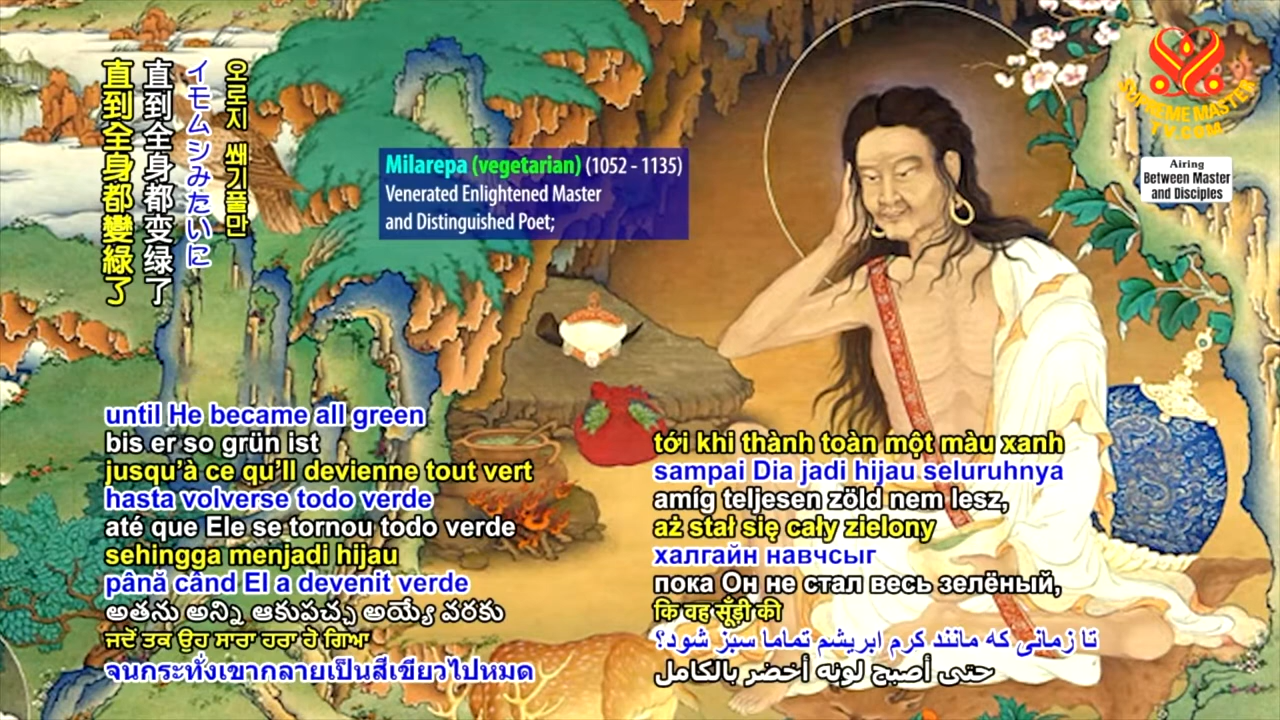 SUPREME MASTER
TV.COM
Airing
Between Master
and Disciples
Milarepa (vegetarian) (1052 - 1135)
Venerated Enlightened Master
and Distinguished Poet;
오로지 쐐기풀만
イモムシみたいに
直到全身都变绿了
直到全身都變綠了
until He became all green
bis er so grün ist
jusqu’à ce qu’Il devienne tout vert
hasta volverse todo verde
até que Ele se tornou todo verde
sehingga menjadi hijau
până când El a devenit verde
అతను అన్ని ఆకుపచ్చ అయ్యే వరకు
ਜਦੋਂ ਤਕ ਉਹ ਸਾਰਾ ਹਰਾ ਹੋ ਗਿਆ
จนกระทั่งเขากลายเป็นสีเขียวไปหมด
tới khi thành toàn một màu xanh
sampai Dia jadi hijau seluruhnya
amíg teljesen zöld nem lesz,
aż stał się cały zielony
халгайн навчсыг
пока Он не стал весь зелёный,
कि वह सूँड़ी की
تا زمانی که مانند کرم ابریشم تماما سبز شود؟
حتى أصبح لونه أخضر بالكامل